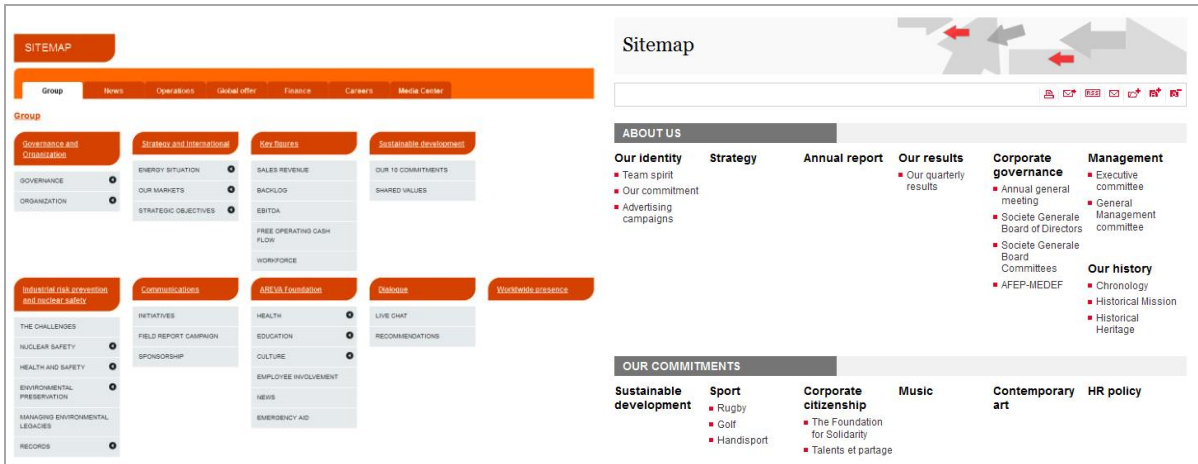 SITEMAP
Group News Operations Global offer Finance Careers Media Center
Group
Governance and
Organization
GOVERNANCE
ORGANIZATION
Strategy and International
ENERGY SITUATION
OUR MARKETS
STRATEGIC OBJECTIVES
Key figures
SALES REVENUE
BACKLOG
EBITDA
FREE OPERATING CASH
FLOW
WORKFORCE
Sustainable development
OUR 10 COMMITMENTS
SHARED VALUES
Industrial risk prevention
and nuclear safety
THE CHALLENGES
NUCLEAR SAFETY
HEALTH AND SAFETY
ENVIRONMENTAL
PRESERVATION
MANAGING ENVIRONMENTAL
LEGACIES
RECORDS
Communications
INITIATIVES
FIELD REPORT CAMPAIGN
SPONSORSHIP
AREVA Foundation
HEALTH
EDUCATION
CULTURE
EMPLOYEE INVOLVEMENT
NEWS
EMERGENCY AID
Dialogue
LIVE CHAT
RECOMMENDATIONS
Worldwide presence
Sitemap
RSS
ABOUT US
Our identity
Team spirit
Our commitment
Advertising
campaigns
Strategy
Annual report
Our results
Our quarterly
results
Corporate
governance
Annual general
meeting
Societe Generale
Board of Directors
Societe Generale
Board
Committees
AFEP-MEDEF
Management
Executive
committee
General
Management
committee
Our history
Chronology
Historical Mission
Historical
Heritage
OUR COMMITMENTS
Sustainable
development
Sport
Rugby
Golf
Handisport
Corporate
citizenship
The Foundation
for Solidarity
Talents et partage
Music
Contemporary
art
HR policy